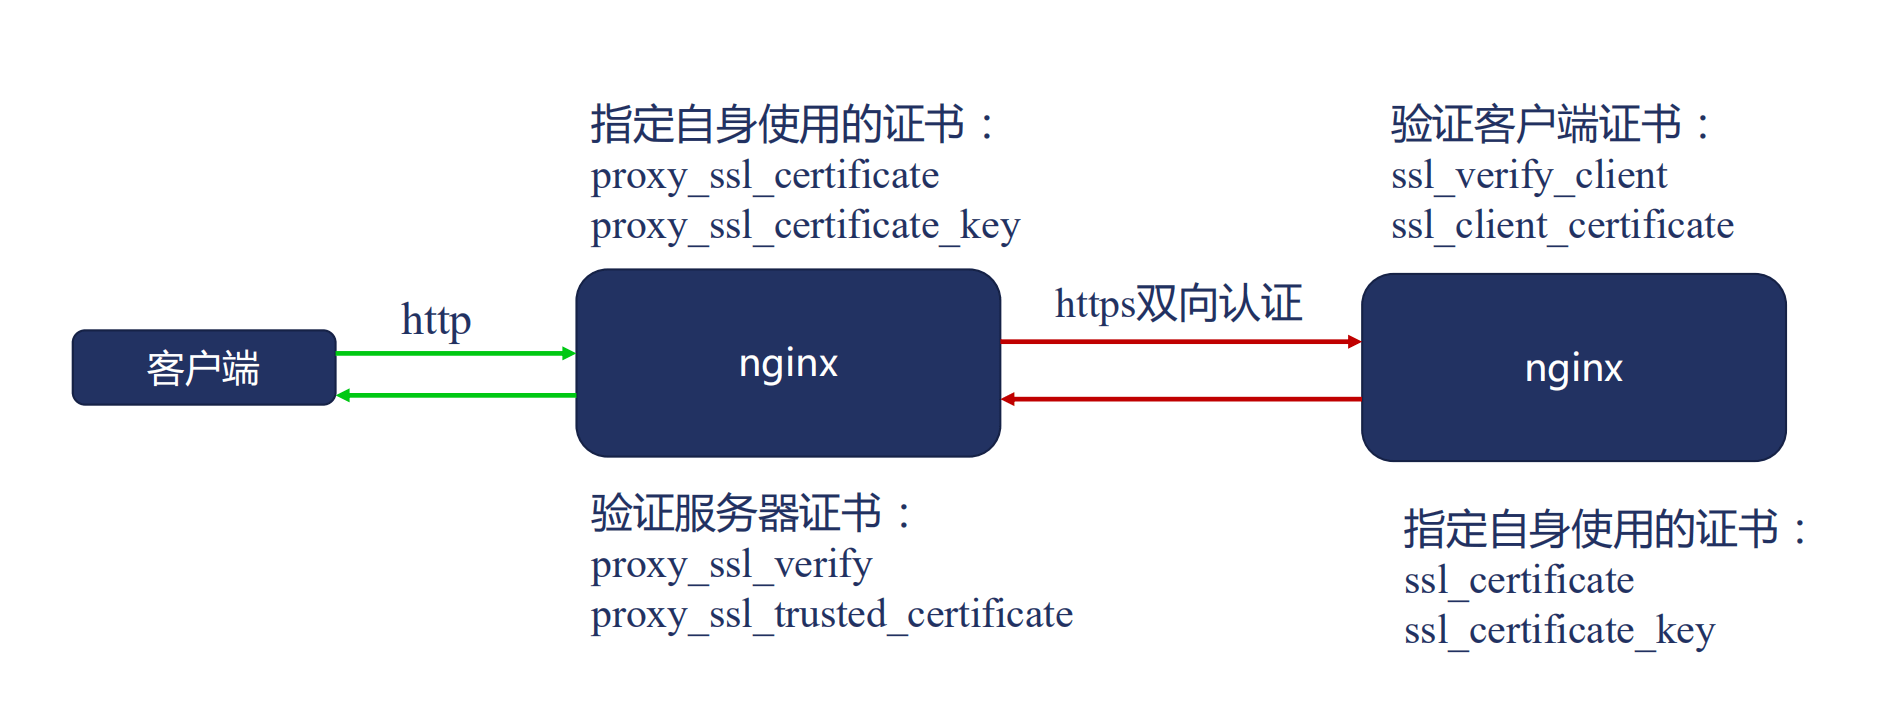 指定自身使用的证书：
proxy_ssl_certificate
proxy_ssl_certificate_key
验证客户端证书：
ssl_verify_client
ssl_client_certificate
http
https双向认证
客户端
nginx
nginx
验证服务器证书：
proxy_ssl_verify
proxy_ssl_trusted_certificate
指定自身使用的证书：
ssl_certificate
ssl_certificate_key